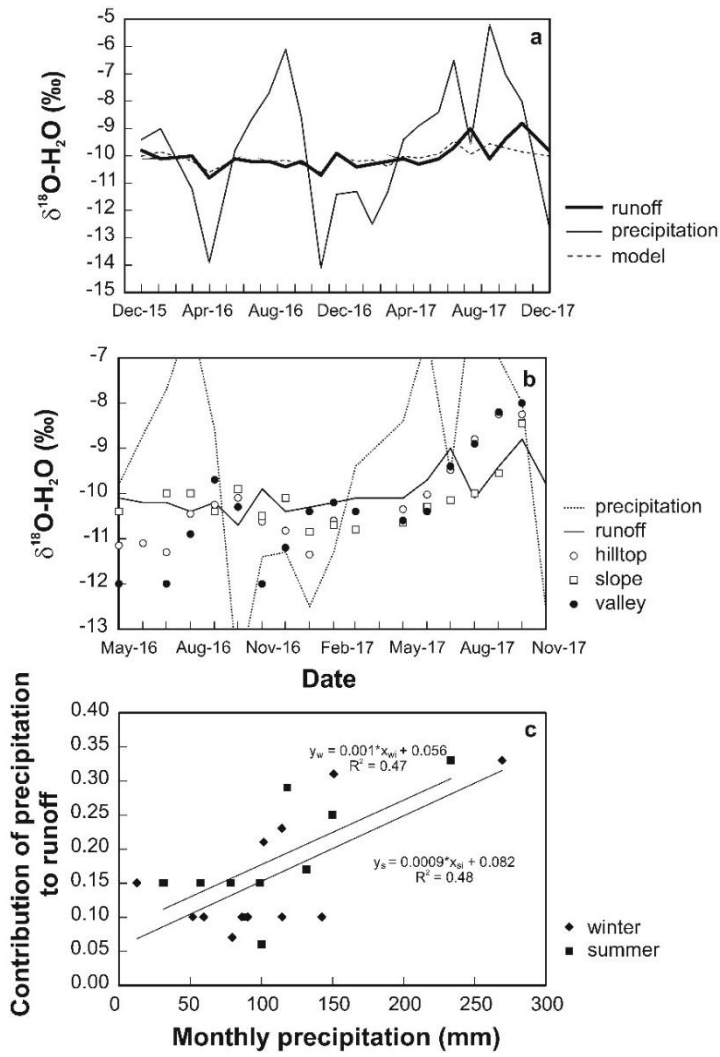 a
-5
-6
-7
-8
-9
-10
-11
-12
-13
-14
-15
δ¹⁸O-H₂O (‰)
Dec-15 Apr-16 Aug-16 Dec-16 Apr-17 Aug-17 Dec-17
runoff
precipitation
model
b
-7
-8
-9
-10
-11
-12
-13
δ¹⁸O-H₂O (‰)
May-16 Aug-16 Nov-16 Feb-17 May-17 Aug-17 Nov-17
Date
precipitation
runoff
hilltop
slope
valley
c
0.40
0.35
0.30
0.25
0.20
0.15
0.10
0.05
0.00
Contribution of precipitation
to runoff
y_w = 0.001*x_wi + 0.056
R² = 0.47
y_s = 0.0009*x_si + 0.082
R² = 0.48
0 50 100 150 200 250 300
Monthly precipitation (mm)
winter
summer